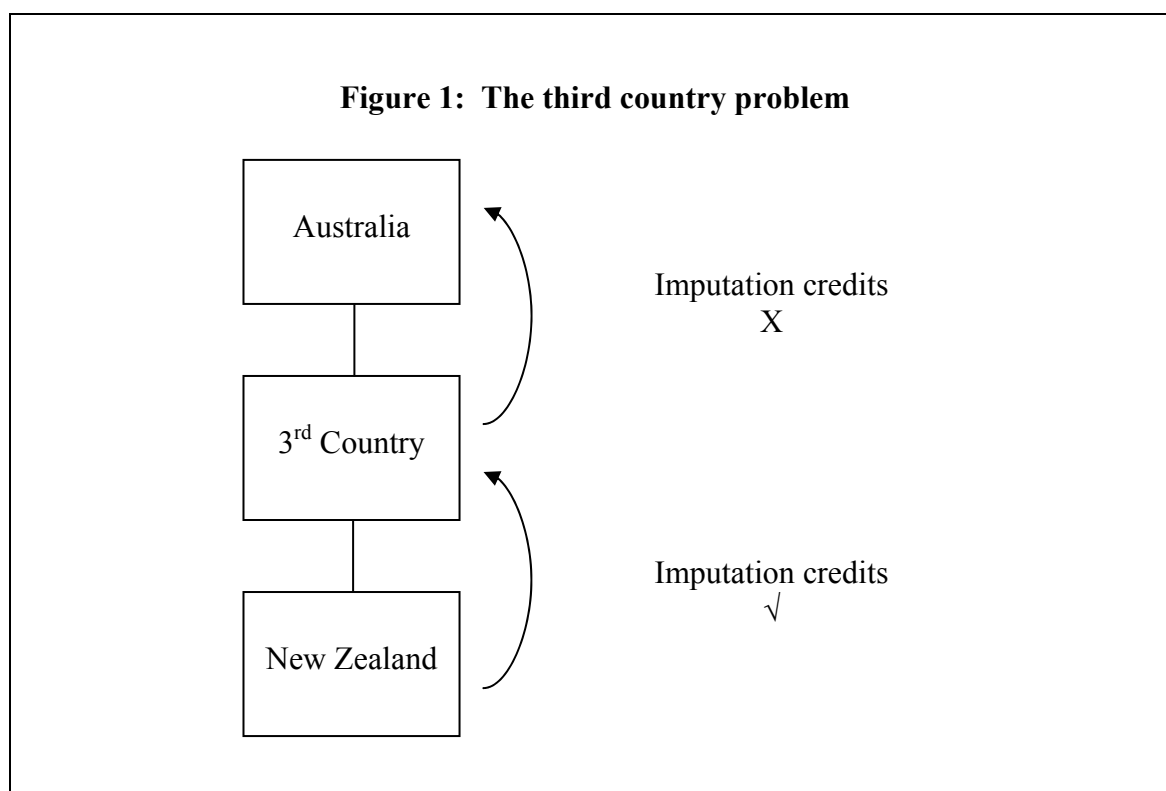 Figure 1: The third country problem
Australia
Imputation credits
X
3rd Country
Imputation credits
√
New Zealand